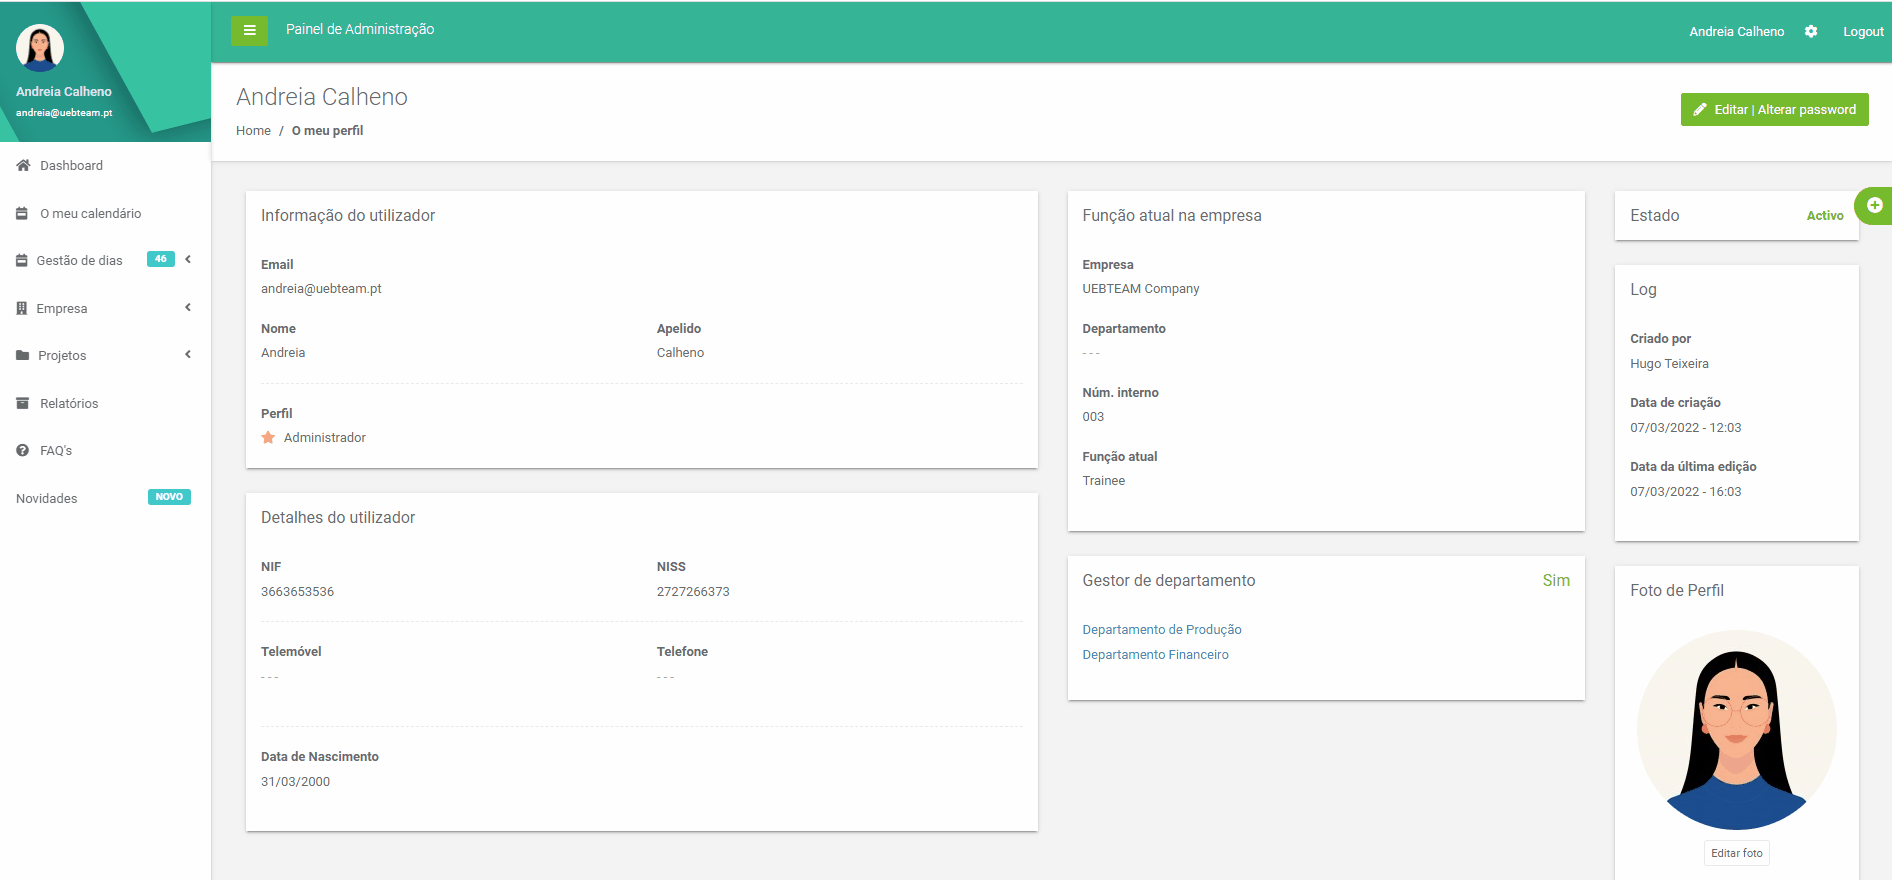 Andreia Calheno
andreia@uebteam.pt
Dashboard
O meu calendário
Gestão de dias 46
Empresa
Projetos
Relatórios
FAQ's
Novidades NOVO
Painel de Administração
Andreia Calheno Logout
Andreia Calheno
Home / O meu perfil
Editar | Alterar password
Informação do utilizador
Email
andreia@uebteam.pt
Nome Apelido
Andreia Calheno
Perfil
Administrador
Detalhes do utilizador
NIF NISS
3663653536 2727266373
Telemóvel Telefone
--- ---
Data de Nascimento
31/03/2000
Função atual na empresa
Empresa
UEBTEAM Company
Departamento
---
Núm. interno
003
Função atual
Trainee
Gestor de departamento Sim
Departamento de Produção
Departamento Financeiro
Estado Activo
Log
Criado por
Hugo Teixeira
Data de criação
07/03/2022 - 12:03
Data da última edição
07/03/2022 - 16:03
Foto de Perfil
Editar foto